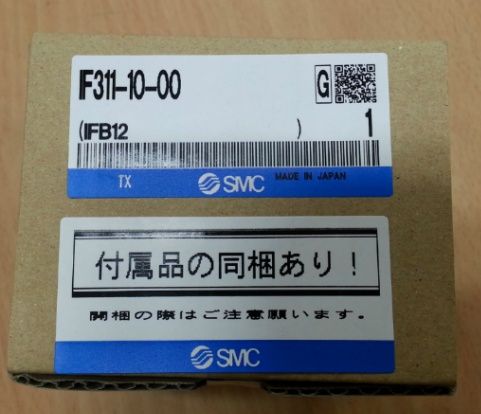 IF311-10-00
G
(IFB12 )
1
TX SMC MADE IN JAPAN
付属品の同梱あり！
開梱の際はご注意願います。
SMC